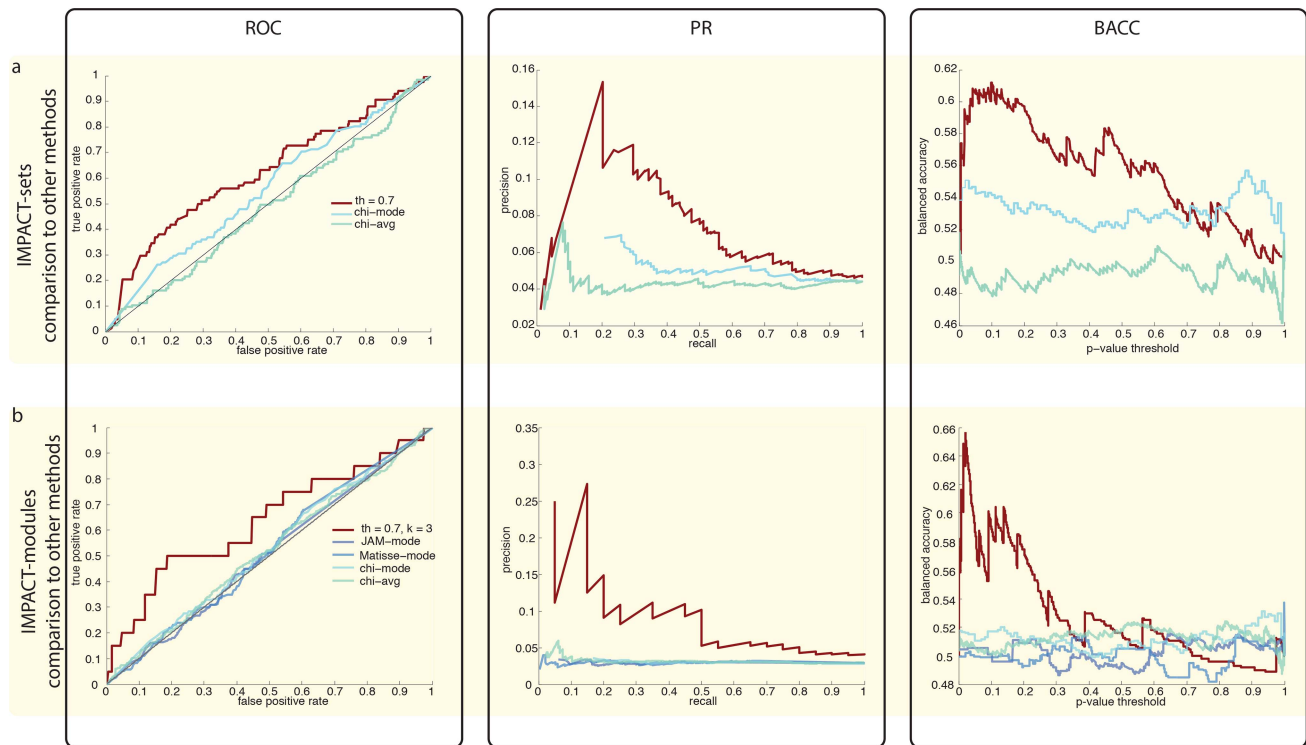 ROC
PR
BACC
a
IMPACT-sets
comparison to other methods
true positive rate
1
0.9
0.8
0.7
0.6
0.5
0.4
0.3
0.2
0.1
0
th = 0.7
chi-mode
chi-avg
0 0.1 0.2 0.3 0.4 0.5 0.6 0.7 0.8 0.9 1
false positive rate
precision
0.16
0.14
0.12
0.1
0.08
0.06
0.04
0.02
0 0.1 0.2 0.3 0.4 0.5 0.6 0.7 0.8 0.9 1
recall
balanced accuracy
0.62
0.6
0.58
0.56
0.54
0.52
0.5
0.48
0.46
0 0.1 0.2 0.3 0.4 0.5 0.6 0.7 0.8 0.9 1
p-value threshold
b
IMPACT-modules
comparison to other methods
true positive rate
1
0.9
0.8
0.7
0.6
0.5
0.4
0.3
0.2
0.1
0
th = 0.7, k = 3
JAM-mode
Matisse-mode
chi-mode
chi-avg
0 0.1 0.2 0.3 0.4 0.5 0.6 0.7 0.8 0.9 1
false positive rate
precision
0.35
0.3
0.25
0.2
0.15
0.1
0.05
0
0 0.1 0.2 0.3 0.4 0.5 0.6 0.7 0.8 0.9 1
recall
balanced accuracy
0.66
0.64
0.62
0.6
0.58
0.56
0.54
0.52
0.5
0.48
0 0.1 0.2 0.3 0.4 0.5 0.6 0.7 0.8 0.9 1
p-value threshold